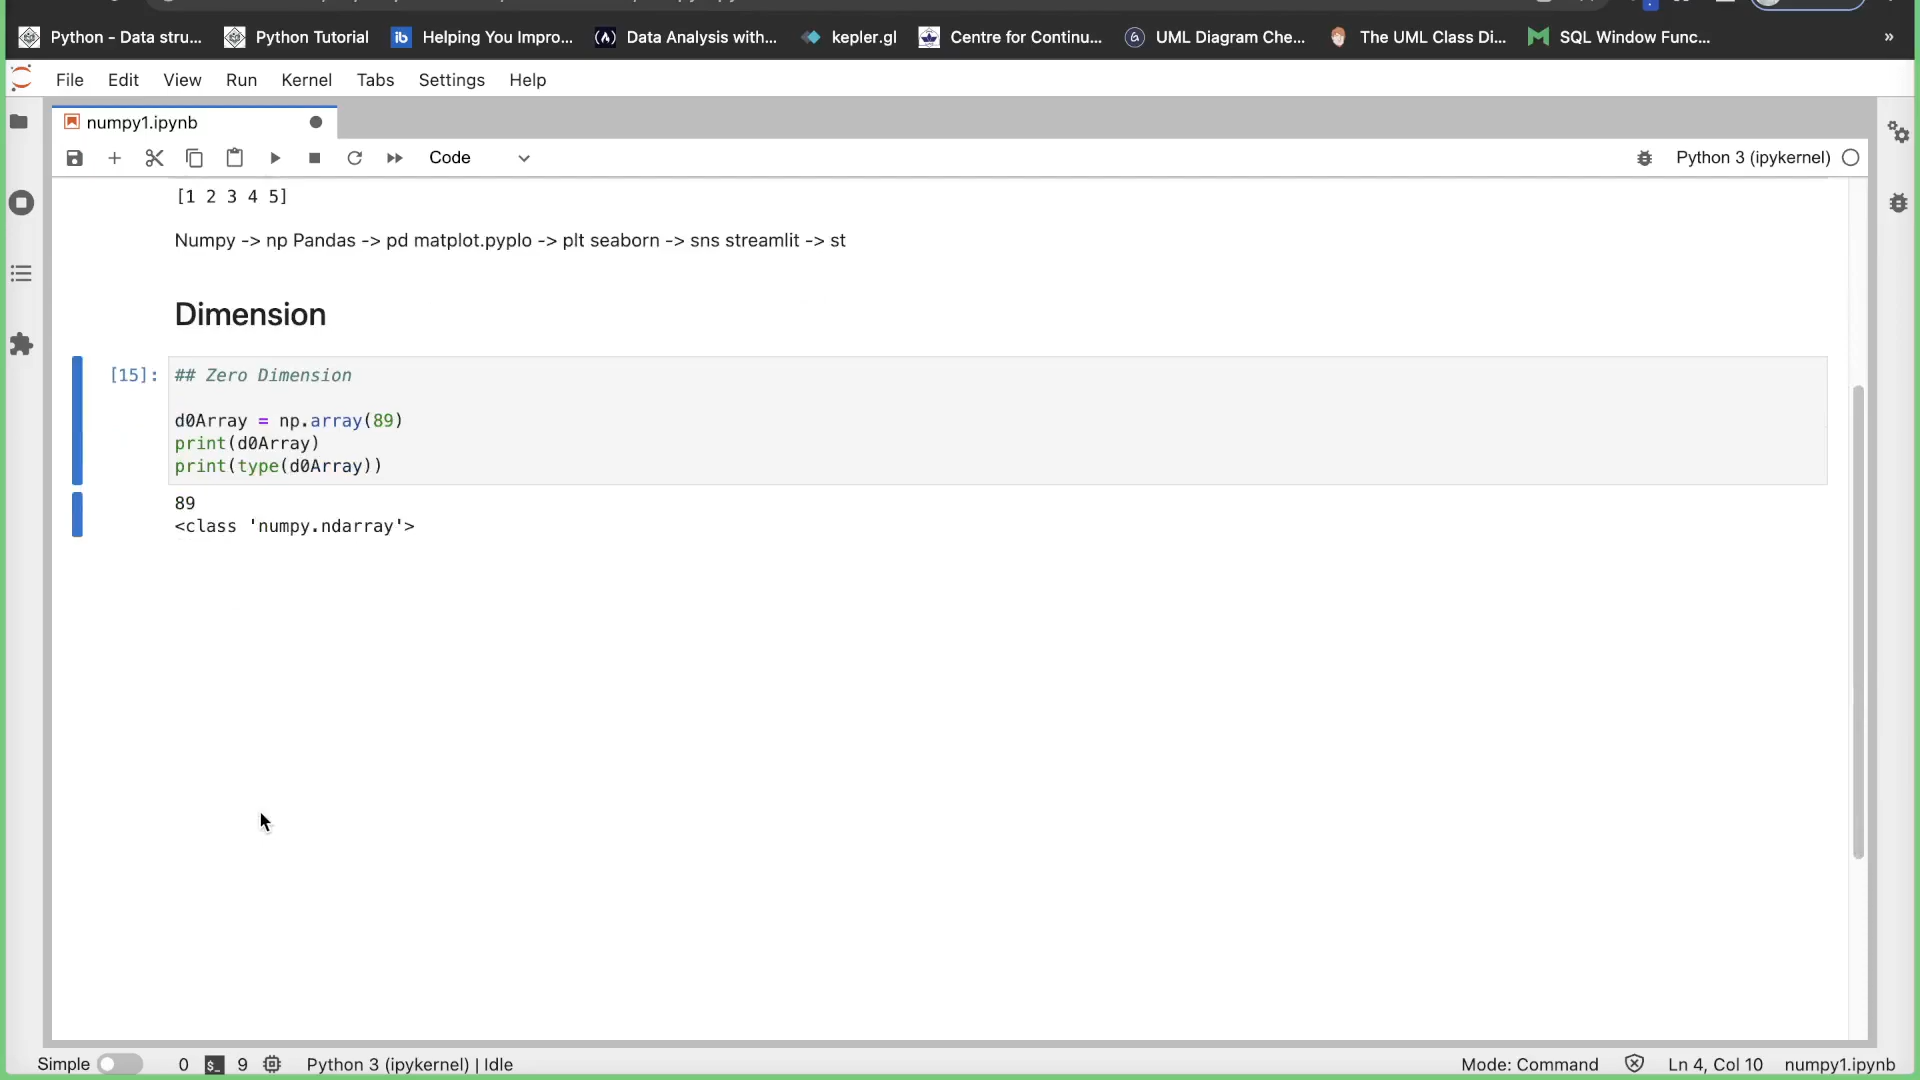 Python - Data stru... Python Tutorial ib Helping You Impro... Data Analysis with... kepler.gl Centre for Continu... UML Diagram Che... The UML Class Di... SQL Window Func... »
File Edit View Run Kernel Tabs Settings Help
numpy1.ipynb
Code Python 3 (ipykernel)
[1 2 3 4 5]
Numpy -> np Pandas -> pd matplot.pyplo -> plt seaborn -> sns streamlit -> st
Dimension
[15]: ## Zero Dimension
d0Array = np.array(89)
print(d0Array)
print(type(d0Array))
89
<class 'numpy.ndarray'>
Simple 0 $_ 9 Python 3 (ipykernel) | Idle Mode: Command Ln 4, Col 10 numpy1.ipynb